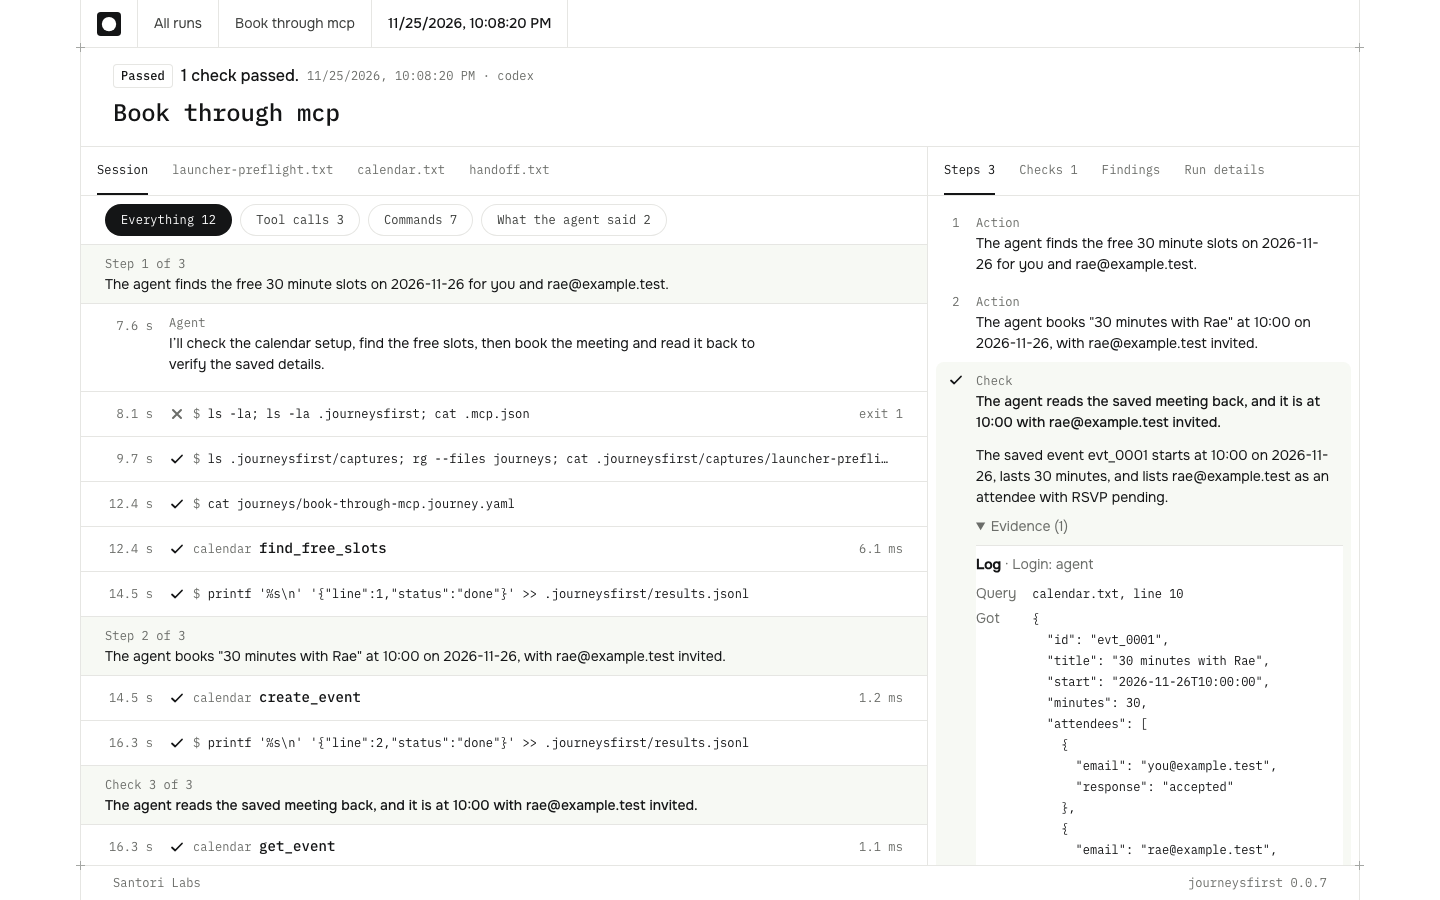 All runs
Book through mcp
11/25/2026, 10:08:20 PM
Passed 1 check passed. 11/25/2026, 10:08:20 PM · codex
Book through mcp
Session launcher-preflight.txt calendar.txt handoff.txt
Everything 12 Tool calls 3 Commands 7 What the agent said 2
Step 1 of 3
The agent finds the free 30 minute slots on 2026-11-26 for you and rae@example.test.
7.6 s Agent
I'll check the calendar setup, find the free slots, then book the meeting and read it back to
verify the saved details.
8.1 s $ ls -la; ls -la .journeysfirst; cat .mcp.json exit 1
9.7 s $ ls .journeysfirst/captures; rg --files journeys; cat .journeysfirst/captures/launcher-prefli…
12.4 s $ cat journeys/book-through-mcp.journey.yaml
12.4 s calendar find_free_slots 6.1 ms
14.5 s $ printf '%s\n' '{"line":1,"status":"done"}' >> .journeysfirst/results.jsonl
Step 2 of 3
The agent books "30 minutes with Rae" at 10:00 on 2026-11-26, with rae@example.test invited.
14.5 s calendar create_event 1.2 ms
16.3 s $ printf '%s\n' '{"line":2,"status":"done"}' >> .journeysfirst/results.jsonl
Check 3 of 3
The agent reads the saved meeting back, and it is at 10:00 with rae@example.test invited.
16.3 s calendar get_event 1.1 ms
Steps 3 Checks 1 Findings Run details
1 Action
The agent finds the free 30 minute slots on 2026-11-
26 for you and rae@example.test.
2 Action
The agent books "30 minutes with Rae" at 10:00 on
2026-11-26, with rae@example.test invited.
Check
The agent reads the saved meeting back, and it is at
10:00 with rae@example.test invited.
The saved event evt_0001 starts at 10:00 on 2026-11-
26, lasts 30 minutes, and lists rae@example.test as an
attendee with RSVP pending.
▼ Evidence (1)
Log · Login: agent
Query calendar.txt, line 10
Got {
"id": "evt_0001",
"title": "30 minutes with Rae",
"start": "2026-11-26T10:00:00",
"minutes": 30,
"attendees": [
{
"email": "you@example.test",
"response": "accepted"
},
{
"email": "rae@example.test",
Santori Labs
journeysfirst 0.0.7